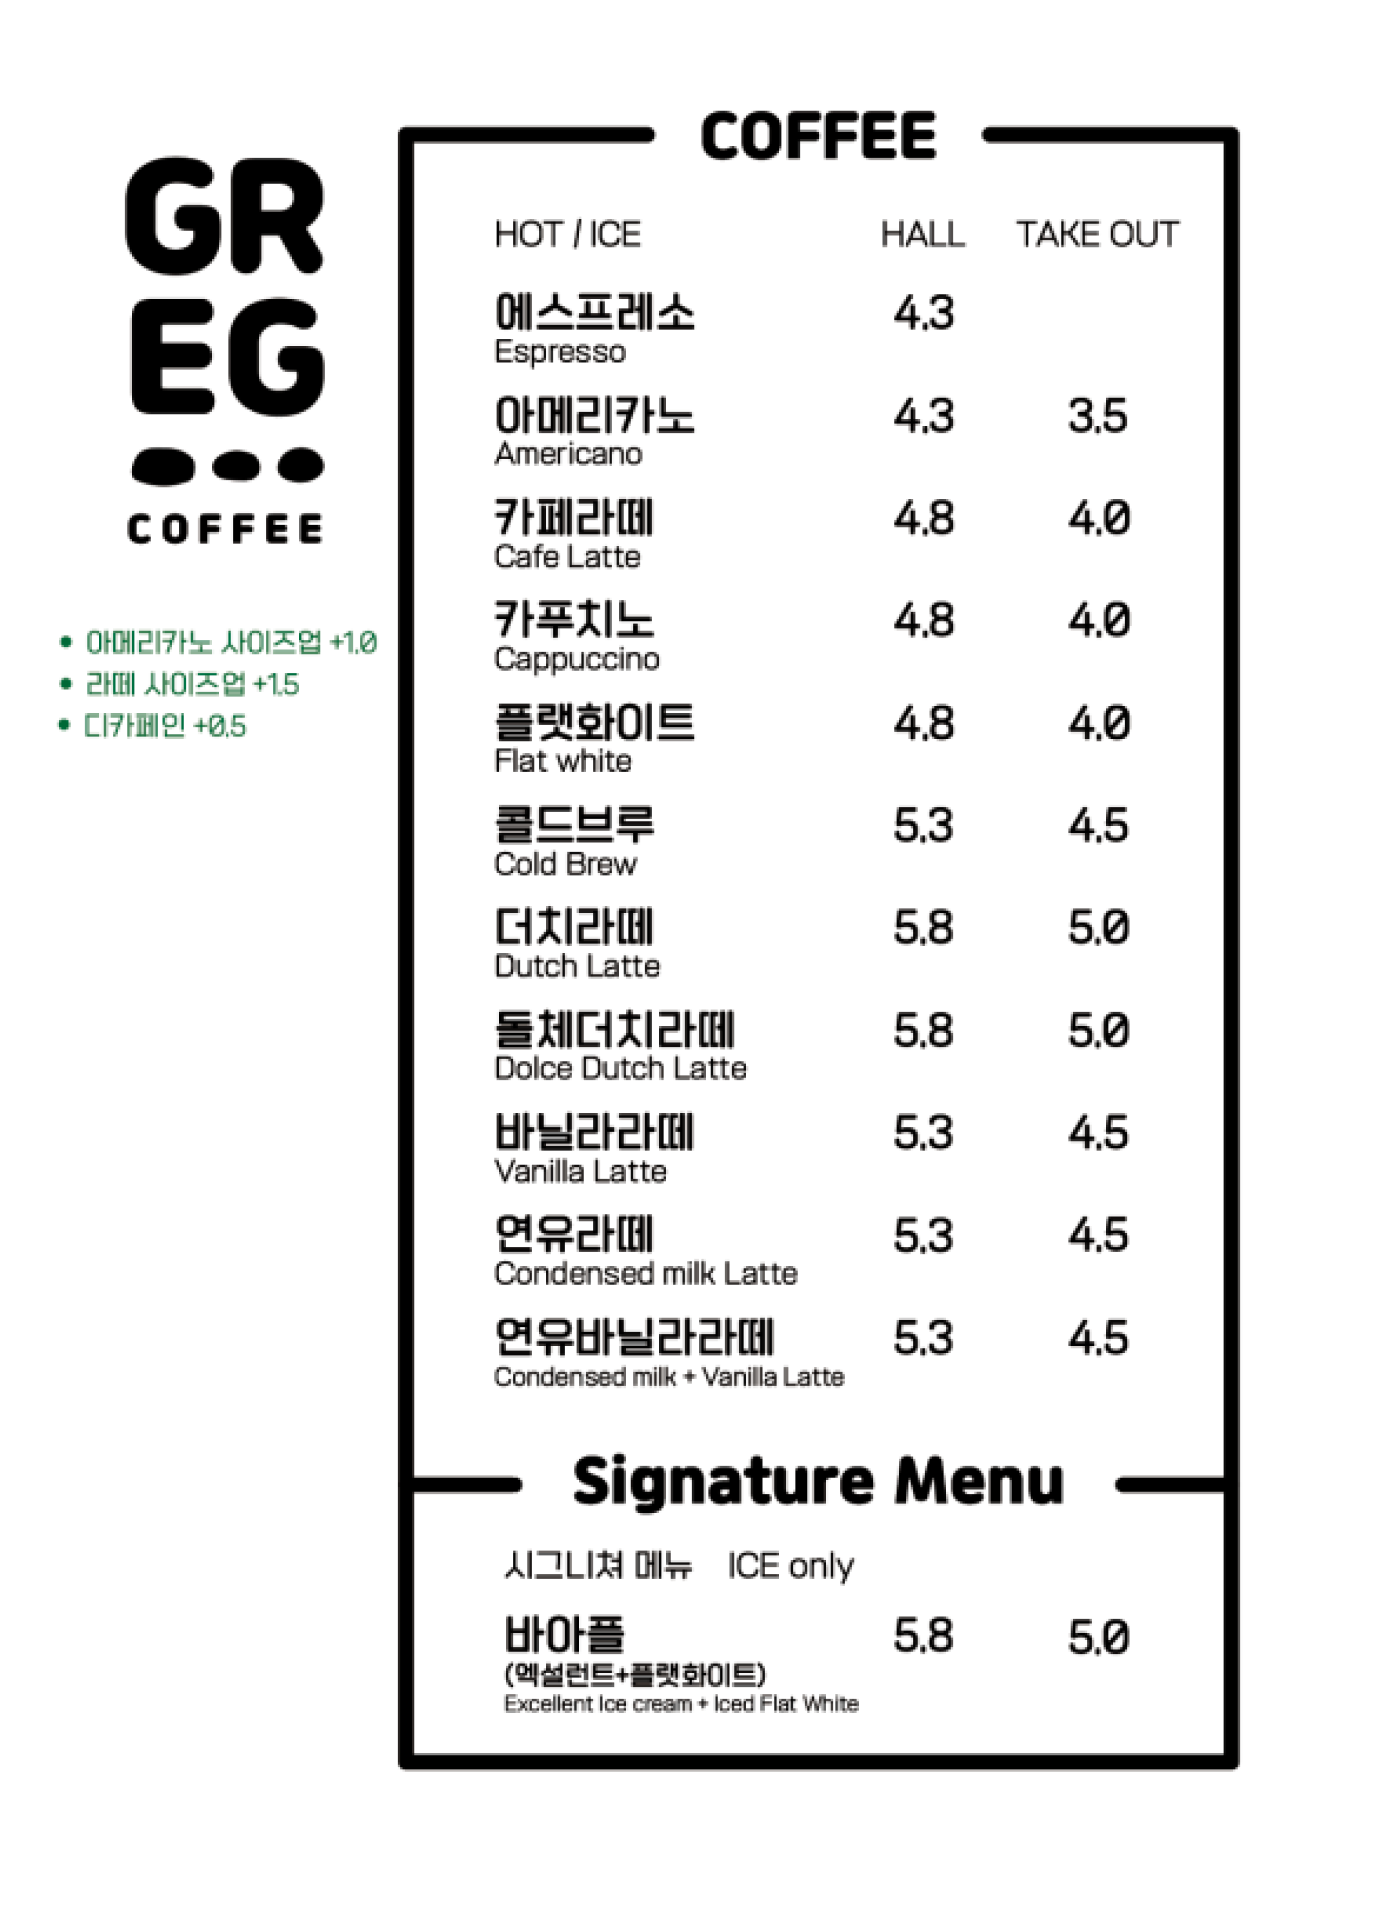 GR
EG
COFFEE
• 아메리카노 사이즈업 +1.0
• 라떼 사이즈업 +1.5
• 디카페인 +0.5
COFFEE
HOT / ICE HALL TAKE OUT
에스프레소 4.3
Espresso
아메리카노 4.3 3.5
Americano
카페라떼 4.8 4.0
Cafe Latte
카푸치노 4.8 4.0
Cappuccino
플랫화이트 4.8 4.0
Flat white
콜드브루 5.3 4.5
Cold Brew
더치라떼 5.8 5.0
Dutch Latte
돌체더치라떼 5.8 5.0
Dolce Dutch Latte
바닐라라떼 5.3 4.5
Vanilla Latte
연유라떼 5.3 4.5
Condensed milk Latte
연유바닐라라떼 5.3 4.5
Condensed milk + Vanilla Latte
Signature Menu
시그니쳐 메뉴 ICE only
바아플 5.8 5.0
(엑설런트+플랫화이트)
Excellent Ice cream + Iced Flat White